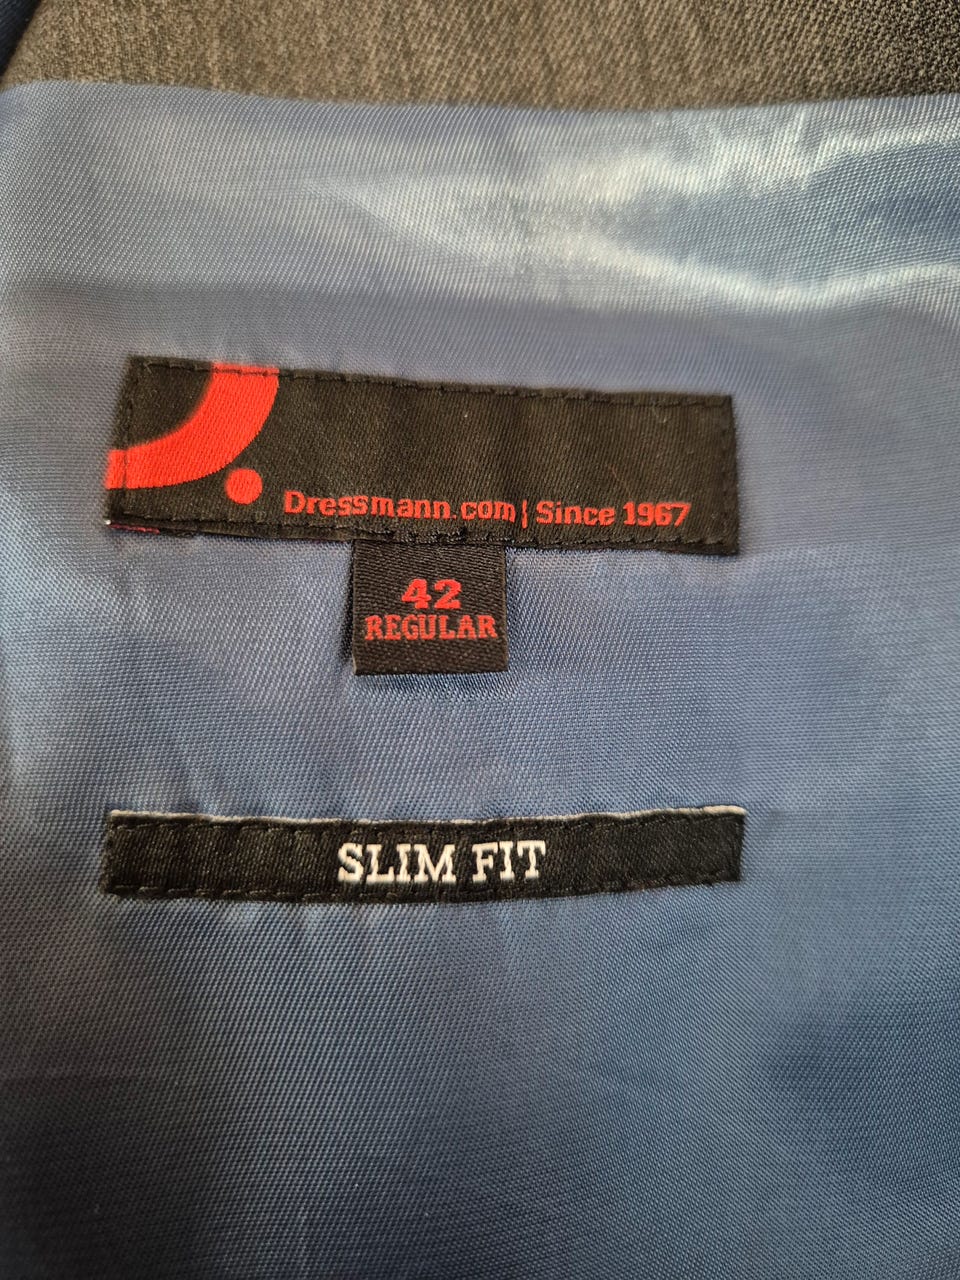 Dressmann.com | Since 1967
42
REGULAR
SLIM FIT